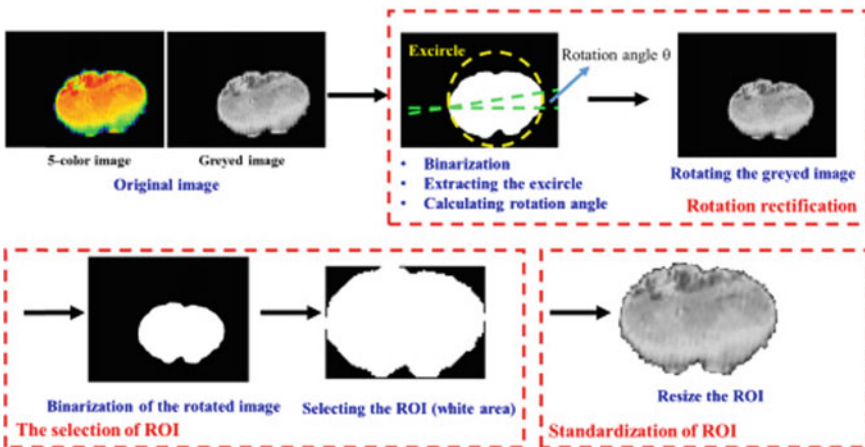 Excircle
Rotation angle θ
5-color image
Greyed image
Original image
• Binarization
• Extracting the excircle
• Calculating rotation angle
Rotating the greyed image
Rotation rectification
Binarization of the rotated image
Selecting the ROI (white area)
The selection of ROI
Resize the ROI
Standardization of ROI